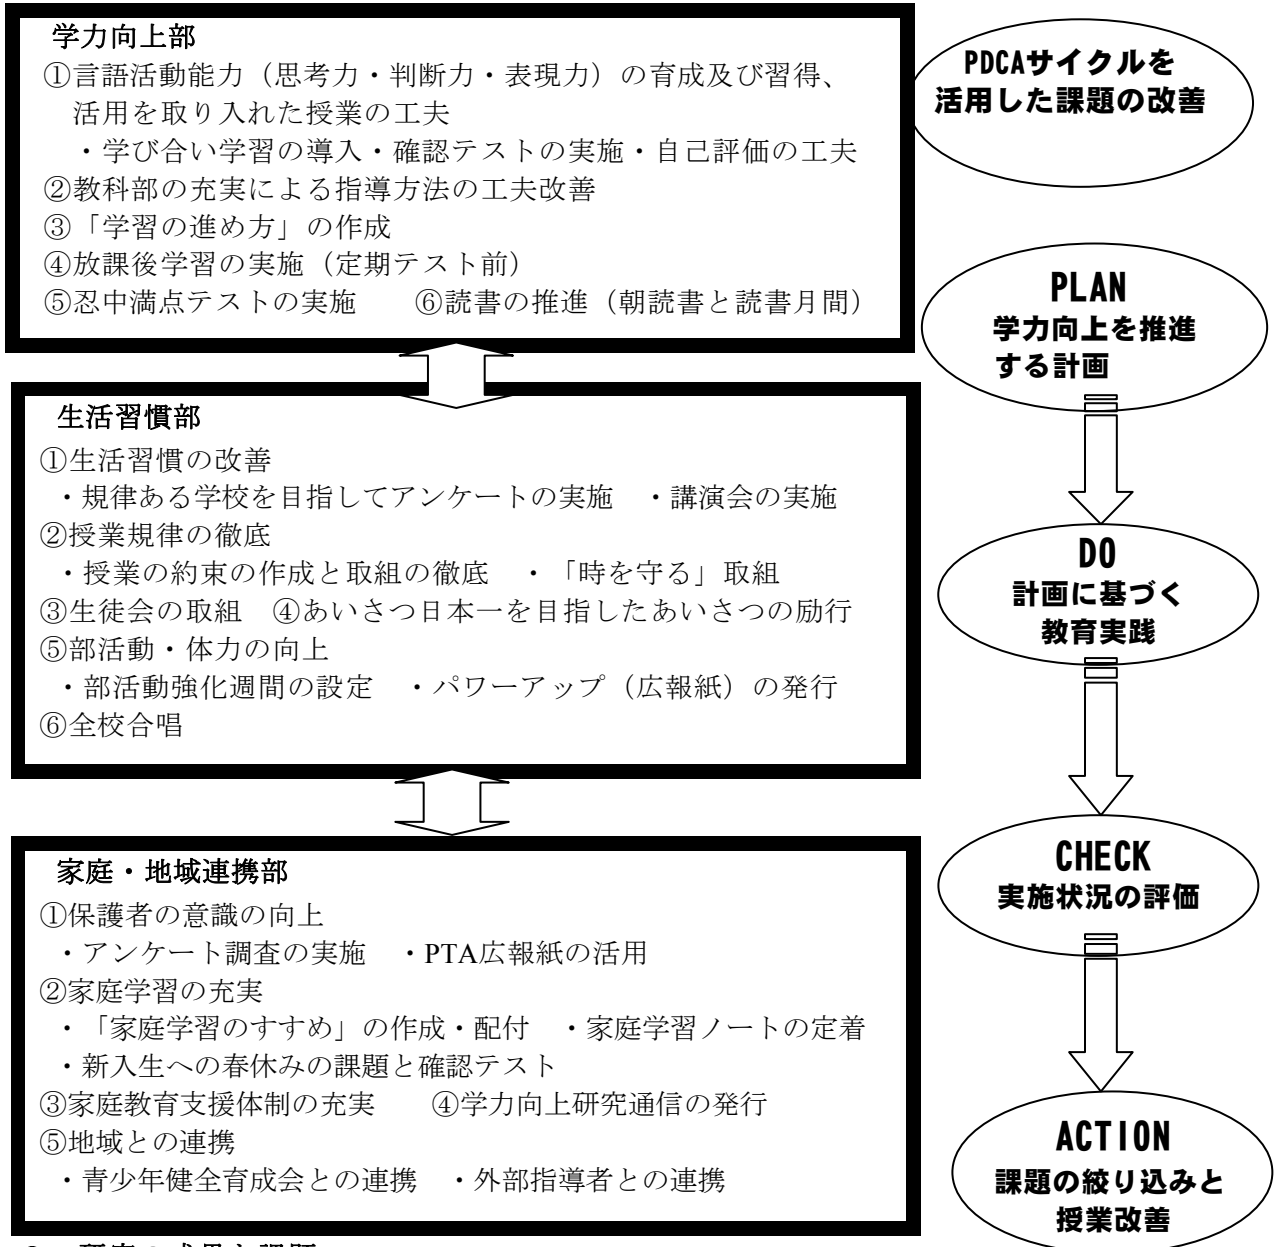 学力向上部
①言語活動能力（思考力・判断力・表現力）の育成及び習得、
活用を取り入れた授業の工夫
・学び合い学習の導入・確認テストの実施・自己評価の工夫
②教科部の充実による指導方法の工夫改善
③「学習の進め方」の作成
④放課後学習の実施（定期テスト前）
⑤忍中満点テストの実施　　⑥読書の推進（朝読書と読書月間）
生活習慣部
①生活習慣の改善
・規律ある学校を目指してアンケートの実施　・講演会の実施
②授業規律の徹底
・授業の約束の作成と取組の徹底　・「時を守る」取組
③生徒会の取組　④あいさつ日本一を目指したあいさつの励行
⑤部活動・体力の向上
・部活動強化週間の設定　・パワーアップ（広報紙）の発行
⑥全校合唱
家庭・地域連携部
①保護者の意識の向上
・アンケート調査の実施　・PTA広報紙の活用
②家庭学習の充実
・「家庭学習のすすめ」の作成・配付　・家庭学習ノートの定着
・新入生への春休みの課題と確認テスト
③家庭教育支援体制の充実　　④学力向上研究通信の発行
⑤地域との連携
・青少年健全育成会との連携　・外部指導者との連携
PDCAサイクルを
活用した課題の改善
PLAN
学力向上を推進
する計画
DO
計画に基づく
教育実践
CHECK
実施状況の評価
ACTION
課題の絞り込みと
授業改善